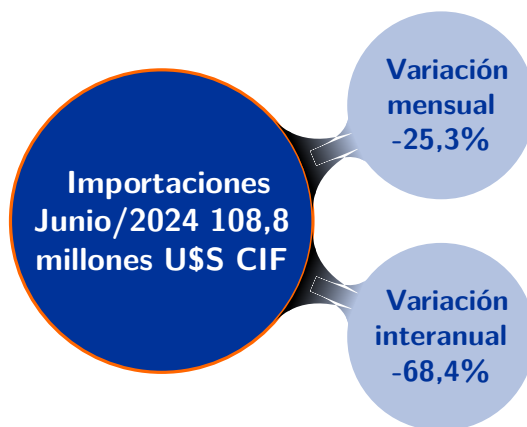 Importaciones
Junio/2024 108,8
millones U$S CIF
Variación
mensual
-25,3%
Variación
interanual
-68,4%